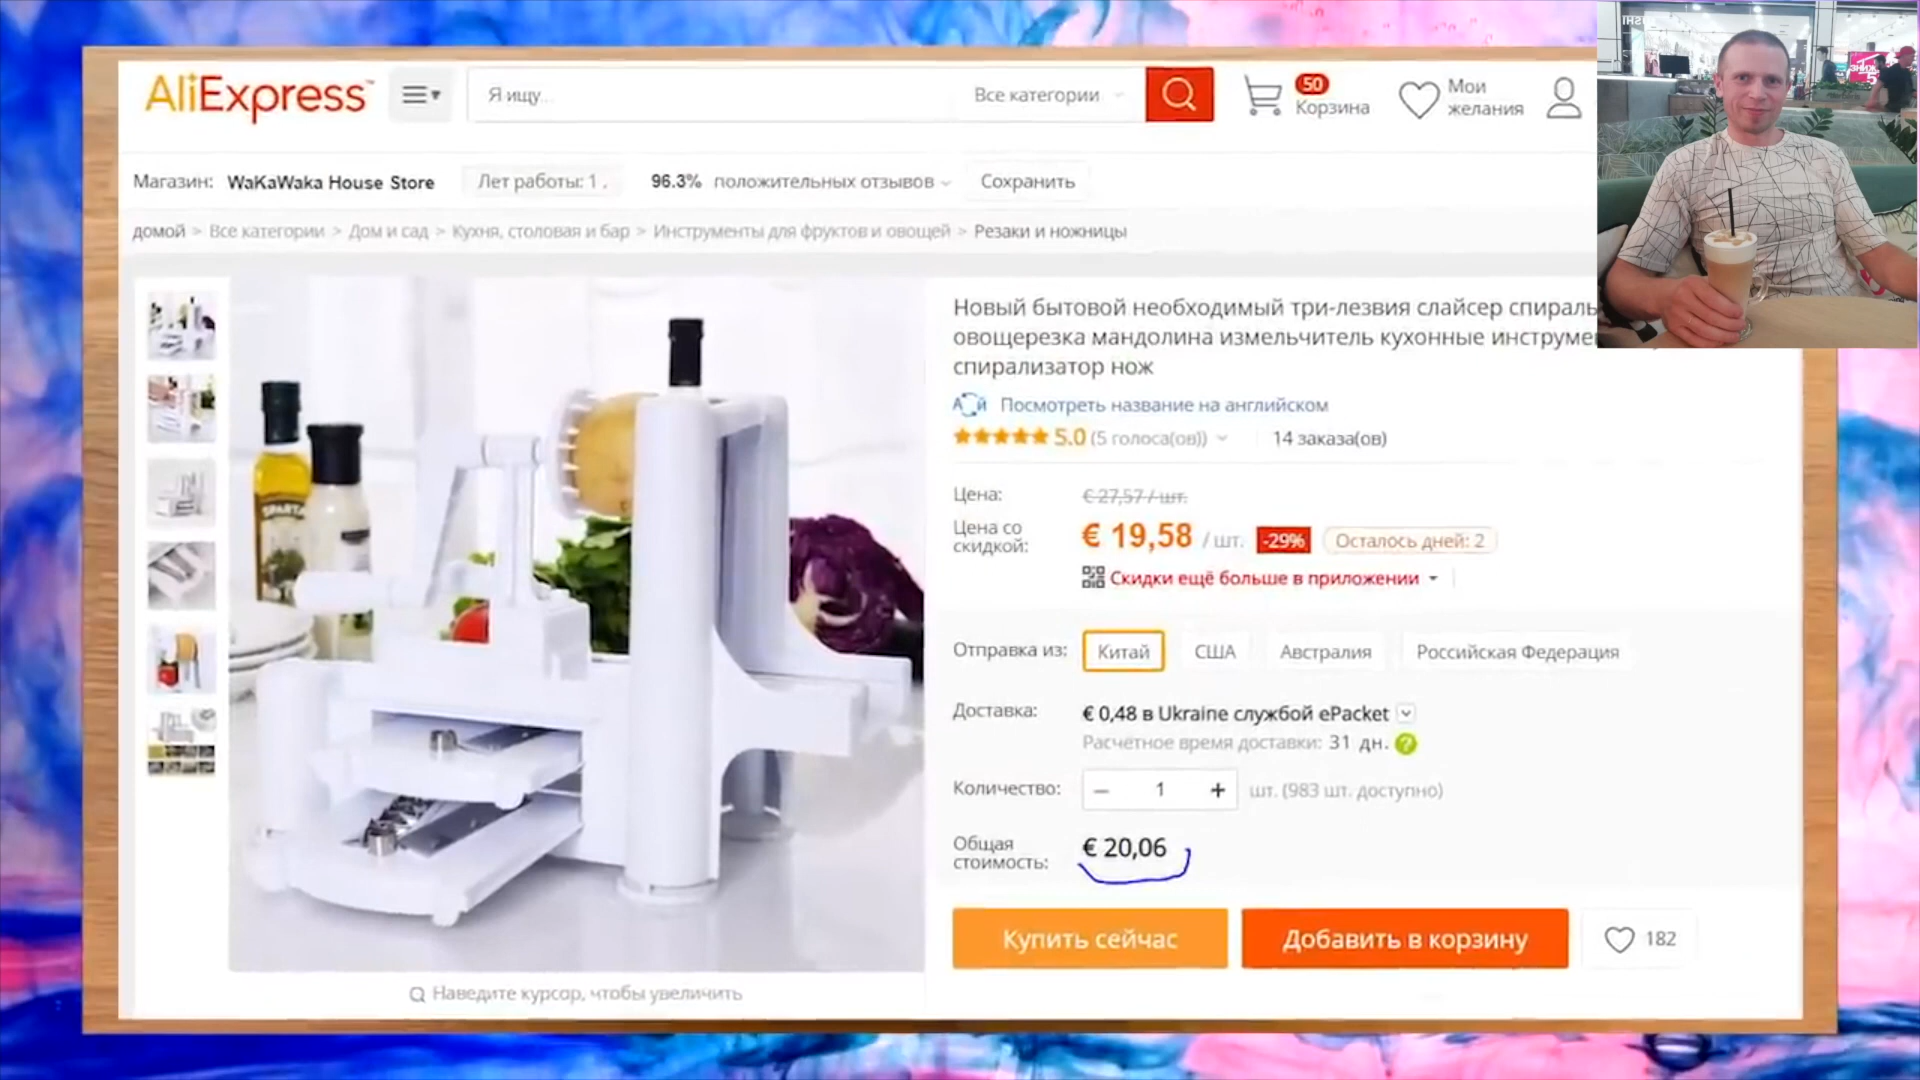 AliExpress™
Я ищу...
Все категории
50
Корзина
Мои
желания
Магазин: WaKaWaka House Store
Лет работы: 1 .
96.3% положительных отзывов
Сохранить
домой > Все категории > Дом и сад > Кухня, столовая и бар > Инструменты для фруктов и овощей > Резаки и ножницы
Новый бытовой необходимый три-лезвия слайсер спираль
овощерезка мандолина измельчитель кухонные
спирализатор нож
Посмотреть название на английском
5.0 (5 голоса(ов)) 14 заказа(ов)
Цена: € 27,57 / шт.
Цена со
скидкой:
€ 19,58 / шт. -29% Осталось дней: 2
Скидки ещё больше в приложении
Отправка из: Китай США Австралия Российская Федерация
Доставка: € 0,48 в Ukraine службой ePacket
Расчетное время доставки: 31 дн. ?
Количество: – 1 + шт. (983 шт. доступно)
Общая
стоимость:
€ 20,06
Купить сейчас
Добавить в корзину
182
Наведите курсор, чтобы увеличить